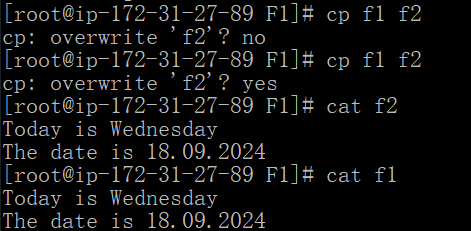 [root@ip-172-31-27-89 F1]# cp f1 f2
cp: overwrite 'f2'? no
[root@ip-172-31-27-89 F1]# cp f1 f2
cp: overwrite 'f2'? yes
[root@ip-172-31-27-89 F1]# cat f2
Today is Wednesday
The date is 18.09.2024
[root@ip-172-31-27-89 F1]# cat f1
Today is Wednesday
The date is 18.09.2024